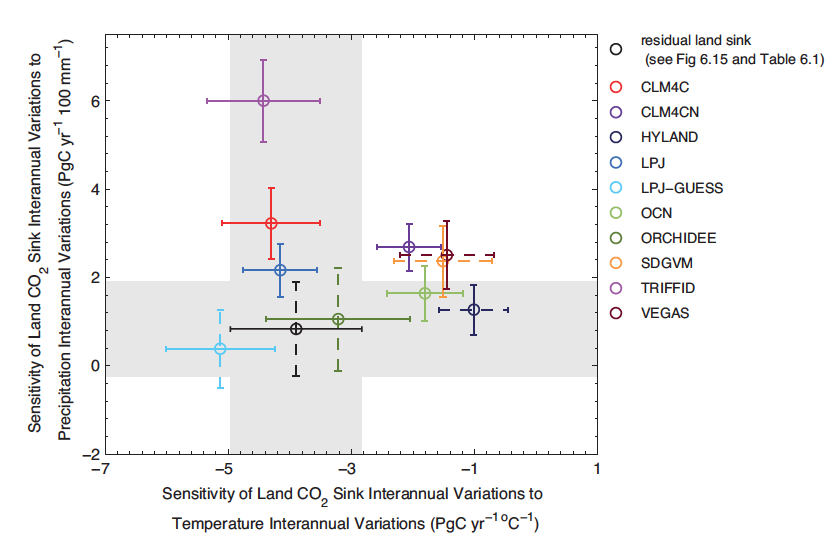 Sensitivity of Land CO2 Sink Interannual Variations to
Precipitation Interannual Variations (PgC yr−1 100 mm−1)
6
4
2
0
−2
−7
−5
−3
−1
1
Sensitivity of Land CO2 Sink Interannual Variations to
Temperature Interannual Variations (PgC yr−1 oC−1)
residual land sink
(see Fig 6.15 and Table 6.1)
CLM4C
CLM4CN
HYLAND
LPJ
LPJ−GUESS
OCN
ORCHIDEE
SDGVM
TRIFFID
VEGAS